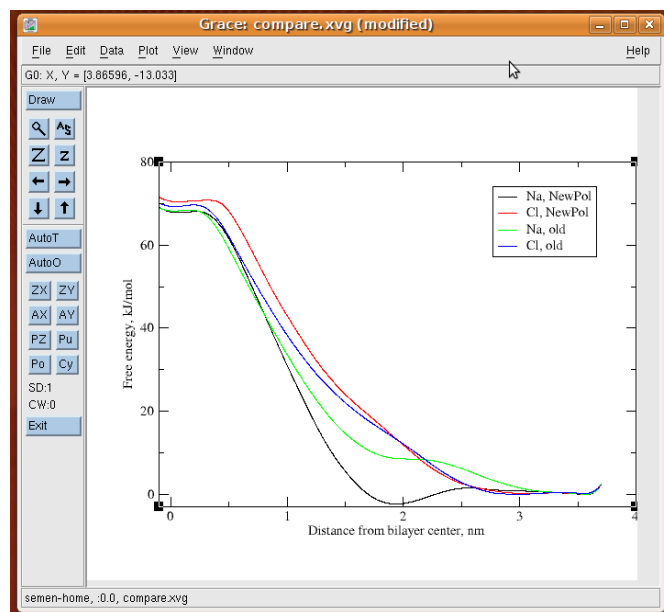 Grace: compare.xvg (modified)
File Edit Data Plot View Window Help
G0: X, Y = [3.86596, -13.033]
Draw
AS
Z z
AutoT
AutoO
ZX ZY
AX AY
PZ Pu
Po Cy
SD:1
CW:0
Exit
80
60
40
20
0
Free energy, kJ/mol
Na, NewPol
Cl, NewPol
Na, old
Cl, old
0 1 2 3 4
Distance from bilayer center, nm
semen-home, :0.0, compare.xvg